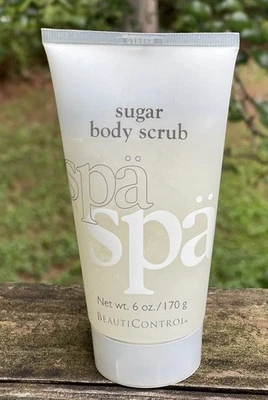 sugar
body scrub
spä
spä
Net wt. 6 oz./170 g
BEAUTICONTROL®